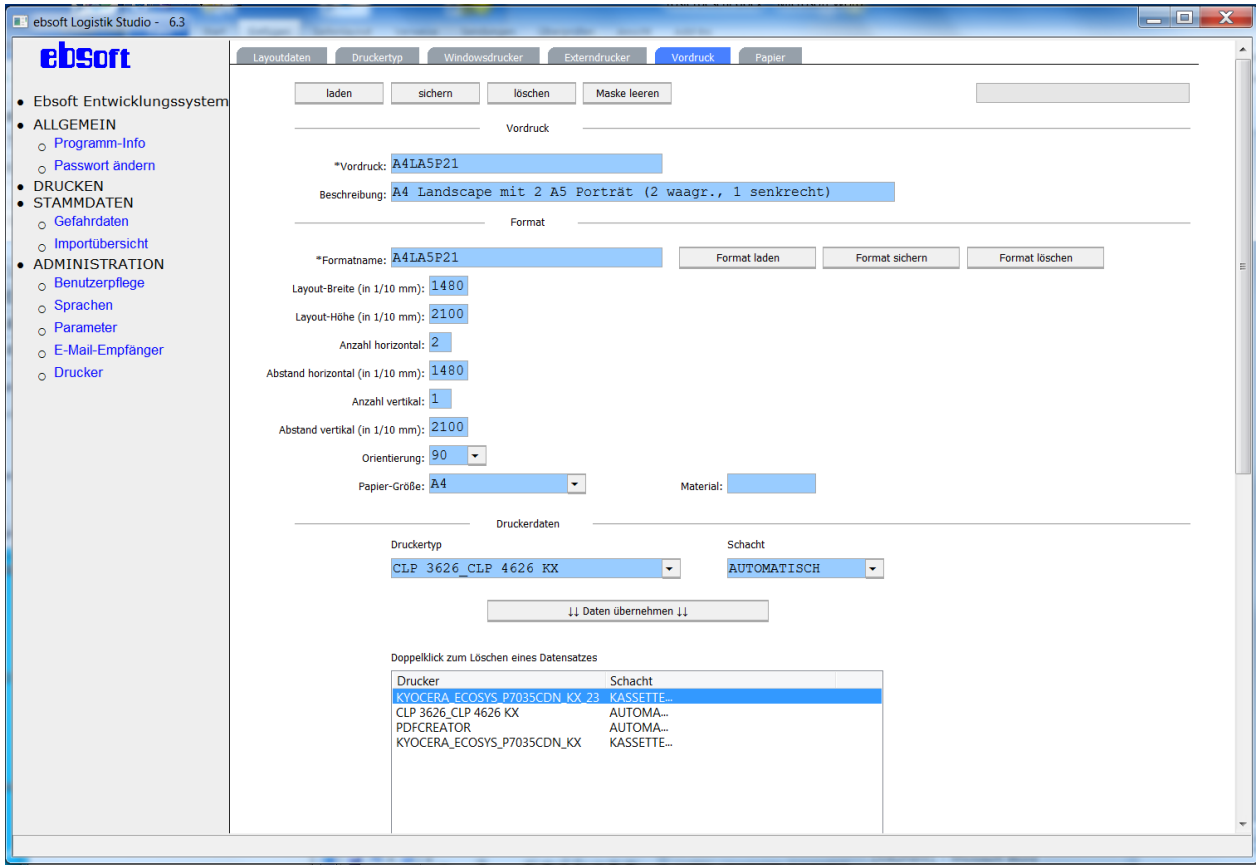 ebsoft Logistik Studio - 6.3
ebsoft
Layoutdaten Druckertyp Windowsdrucker Externdrucker Vordruck Papier
• Ebsoft Entwicklungssystem
• ALLGEMEIN
Programm-Info
Passwort ändern
• DRUCKEN
• STAMMDATEN
Gefahrdaten
Importübersicht
• ADMINISTRATION
Benutzerpflege
Sprachen
Parameter
E-Mail-Empfänger
Drucker
laden sichern löschen Maske leeren
Vordruck
*Vordruck: A4LA5P21
Beschreibung: A4 Landscape mit 2 A5 Porträt (2 waagr., 1 senkrecht)
Format
*Formatname: A4LA5P21 Format laden Format sichern Format löschen
Layout-Breite (in 1/10 mm): 1480
Layout-Höhe (in 1/10 mm): 2100
Anzahl horizontal: 2
Abstand horizontal (in 1/10 mm): 1480
Anzahl vertikal: 1
Abstand vertikal (in 1/10 mm): 2100
Orientierung: 90
Papier-Größe: A4 Material:
Druckerdaten
Druckertyp Schacht
CLP 3626_CLP 4626 KX AUTOMATISCH
↓↓ Daten übernehmen ↓↓
Doppelklick zum Löschen eines Datensatzes
Drucker Schacht
KYOCERA_ECOSYS_P7035CDN_KX_23 KASSETTE...
CLP 3626_CLP 4626 KX AUTOMA...
PDFCREATOR AUTOMA...
KYOCERA_ECOSYS_P7035CDN_KX KASSETTE...